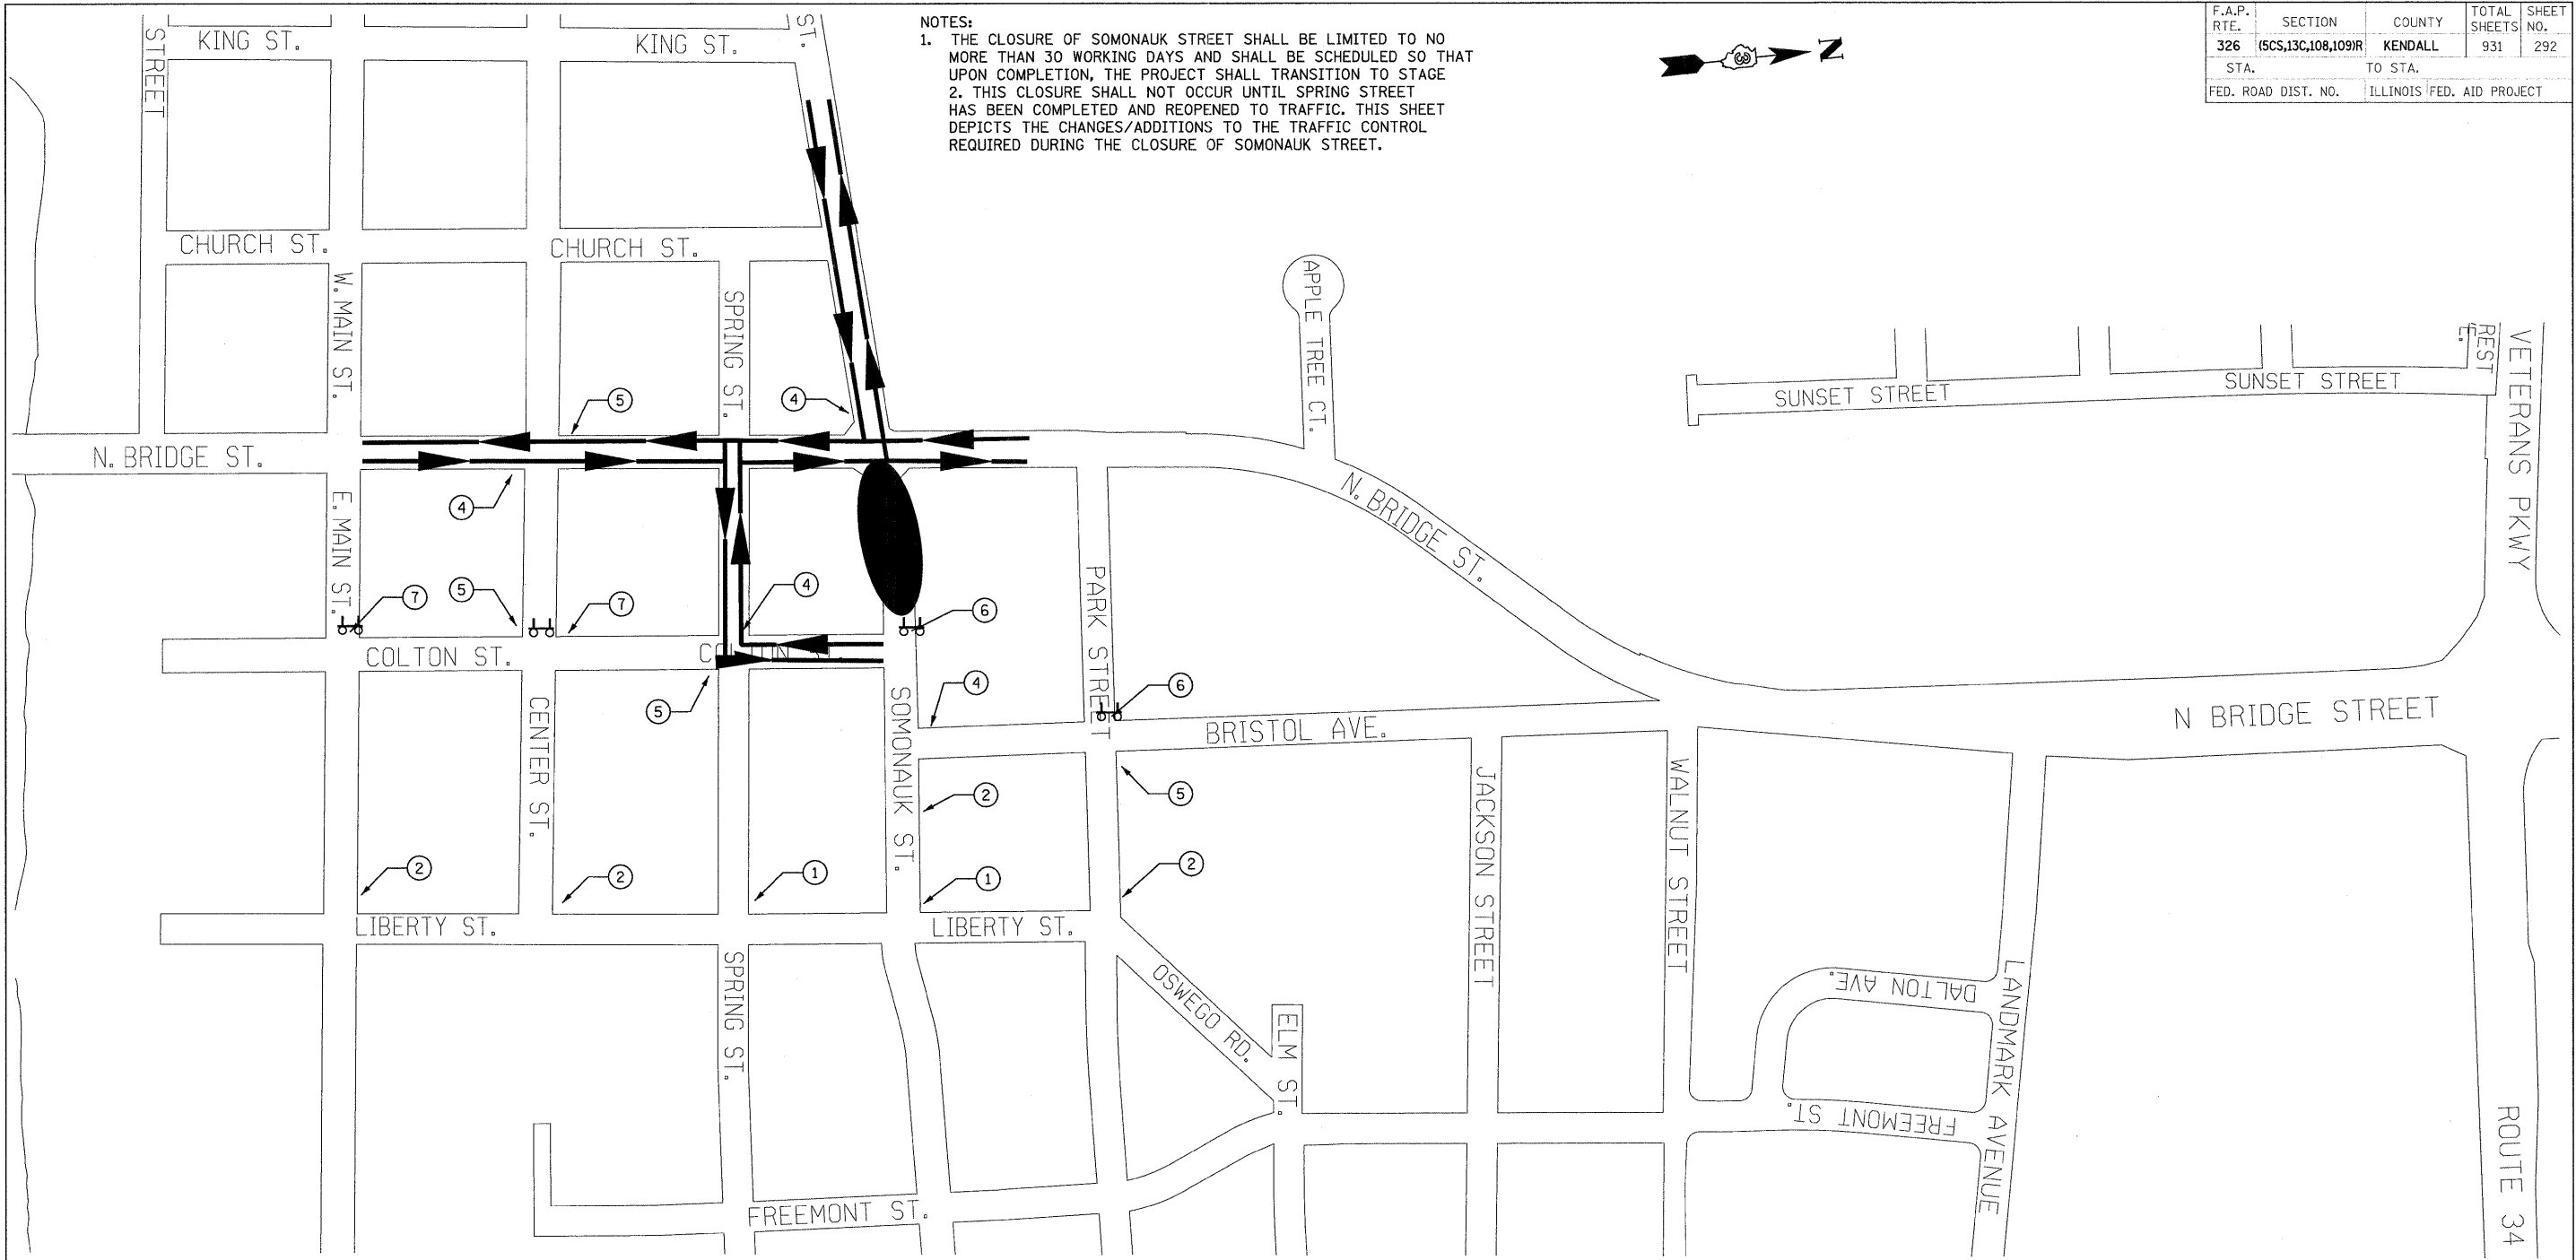 NOTES:
1. THE CLOSURE OF SOMONAUK STREET SHALL BE LIMITED TO NO
MORE THAN 30 WORKING DAYS AND SHALL BE SCHEDULED SO THAT
UPON COMPLETION, THE PROJECT SHALL TRANSITION TO STAGE
2. THIS CLOSURE SHALL NOT OCCUR UNTIL SPRING STREET
HAS BEEN COMPLETED AND REOPENED TO TRAFFIC. THIS SHEET
DEPICTS THE CHANGES/ADDITIONS TO THE TRAFFIC CONTROL
REQUIRED DURING THE CLOSURE OF SOMONAUK STREET.
N
F.A.P. RTE. SECTION COUNTY TOTAL SHEETS SHEET NO.
326 (5CS,13C,108,109)R KENDALL 931 292
STA. TO STA.
FED. ROAD DIST. NO. ILLINOIS FED. AID PROJECT
STREET
KING ST.
KING ST.
ST.
CHURCH ST.
CHURCH ST.
W. MAIN ST.
SPRING ST.
APPLE TREE CT.
SUNSET STREET
SUNSET STREET
REST
E.
VETERANS PKWY
5
4
N. BRIDGE ST.
4
N. BRIDGE ST.
E. MAIN ST.
7
5
7
4
6
PARK STREET
COLTON ST.
5
4
6
CENTER ST.
SOMONAUK ST.
BRISTOL AVE.
N BRIDGE STREET
2
5
JACKSON STREET
WALNUT STREET
2
2
1
1
2
LIBERTY ST.
LIBERTY ST.
SPRING ST.
OSWEGO RD.
ELM ST.
DALTON AVE.
LANDMARK AVENUE
FREEMONT ST.
ROUTE 34
FREEMONT ST.